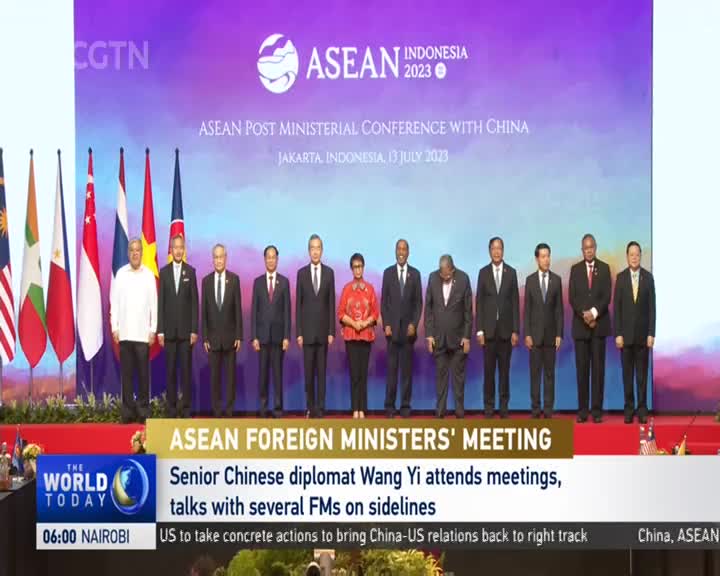 CGTN
ASEAN INDONESIA 2023
ASEAN POST MINISTERIAL CONFERENCE WITH CHINA
JAKARTA, INDONESIA, 13 JULY 2023
ASEAN FOREIGN MINISTERS' MEETING
THE WORLD TODAY
Senior Chinese diplomat Wang Yi attends meetings,
talks with several FMs on sidelines
06:00 NAIROBI
US to take concrete actions to bring China-US relations back to right track
China, ASEAN